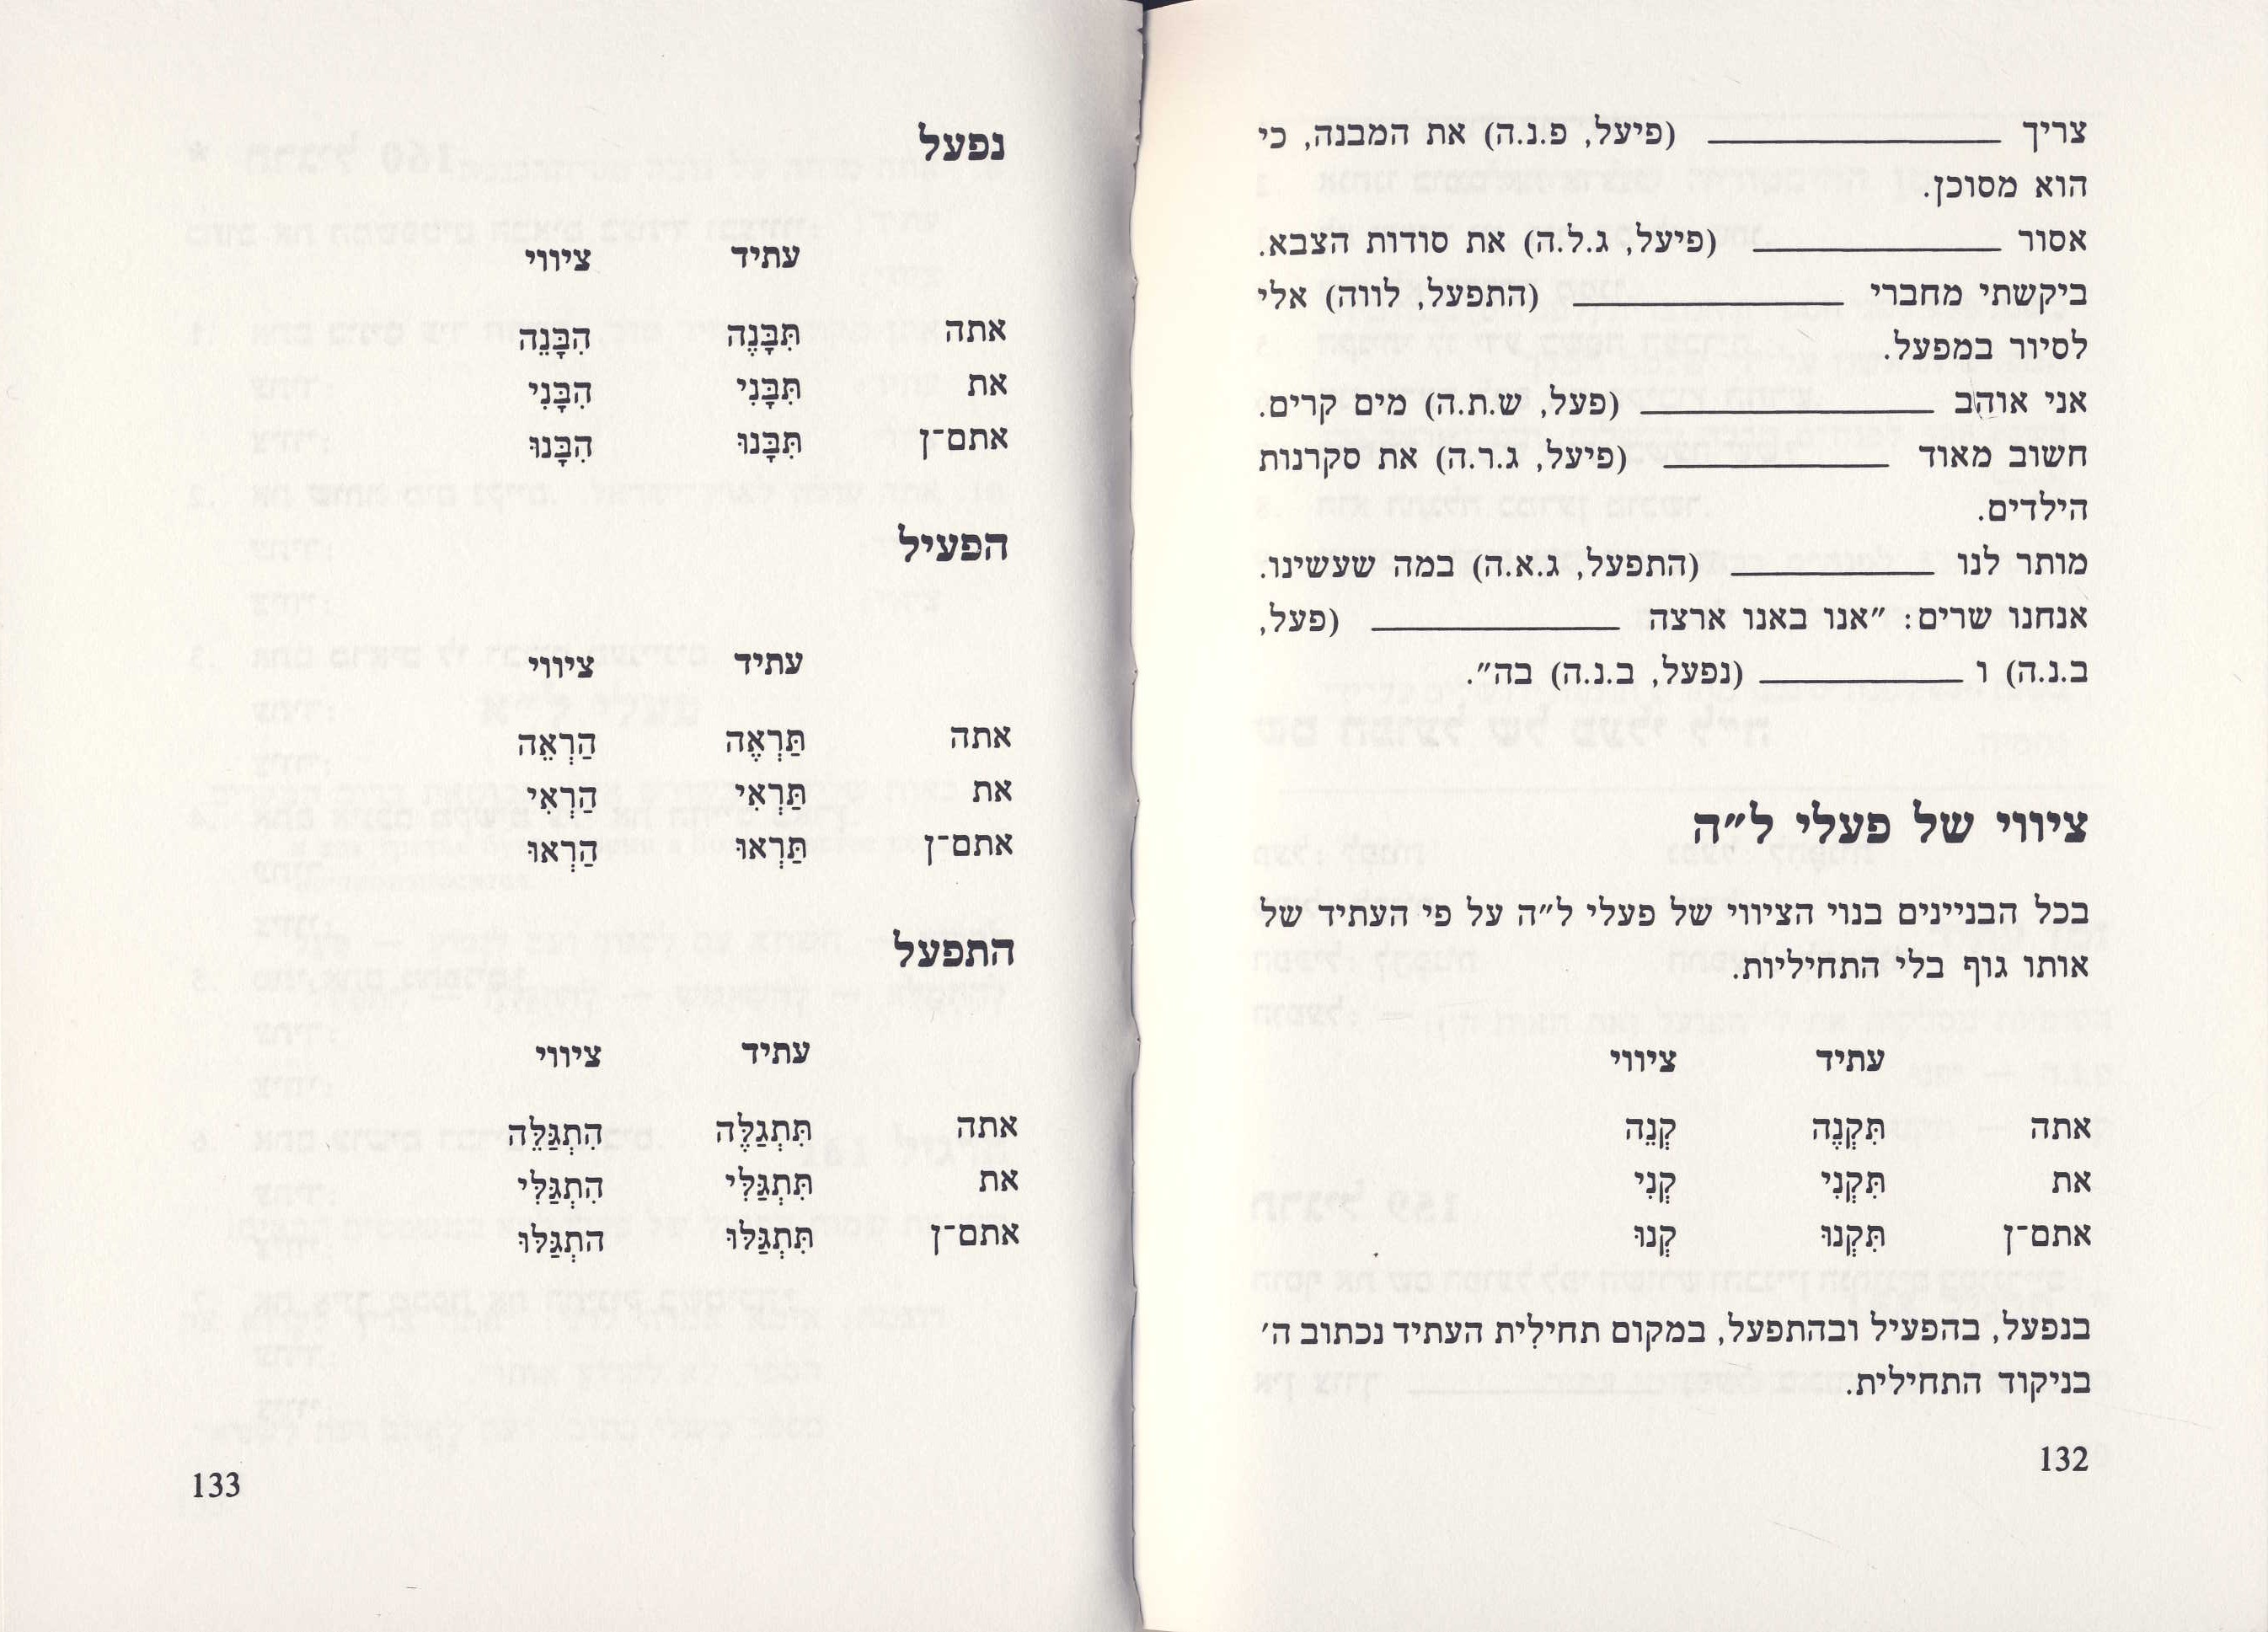 צריך ____________ (פיעל, פ.נ.ה) את המבנה, כי
הוא מסוכן.
אסור ____________ (פיעל, ג.ל.ה) את סודות הצבא.
ביקשתי מחברי ____________ (התפעל, לווה) אלי
לסיור במפעל.
אני אוהב ____________ (פעל, ש.ת.ה) מים קרים.
חשוב מאוד ____________ (פיעל, ג.ר.ה) את סקרנות
הילדים.
מותר לנו ____________ (התפעל, ג.א.ה) במה שעשינו.
אנחנו שרים: "אנו באנו ארצה ____________ (פעל,
ב.נ.ה) ו ____________ (נפעל, ב.נ.ה) בה".
ציווי של פעלי ל"ה
בכל הבניינים בנוי הציווי של פעלי ל"ה על פי העתיד של
אותו גוף בלי התחיליות.
עתיד ציווי
אתה תִּקְנֶה קְנֵה
את תִּקְנִי קְנִי
אתם־ן תִּקְנוּ קְנוּ
בנפעל, בהפעיל ובהתפעל, במקום תחילית העתיד נכתוב ה'
בניקוד התחילית.
132
נפעל
עתיד ציווי
אתה תִּבָּנֶה הִבָּנֵה
את תִּבָּנִי הִבָּנִי
אתם־ן תִּבָּנוּ הִבָּנוּ
הפעיל
עתיד ציווי
אתה תַּרְאֶה הַרְאֵה
את תַּרְאִי הַרְאִי
אתם־ן תַּרְאוּ הַרְאוּ
התפעל
עתיד ציווי
אתה תִּתְגַּלֶּה הִתְגַּלֵּה
את תִּתְגַּלִּי הִתְגַּלִּי
אתם־ן תִּתְגַּלּוּ התְגַּלּוּ
133